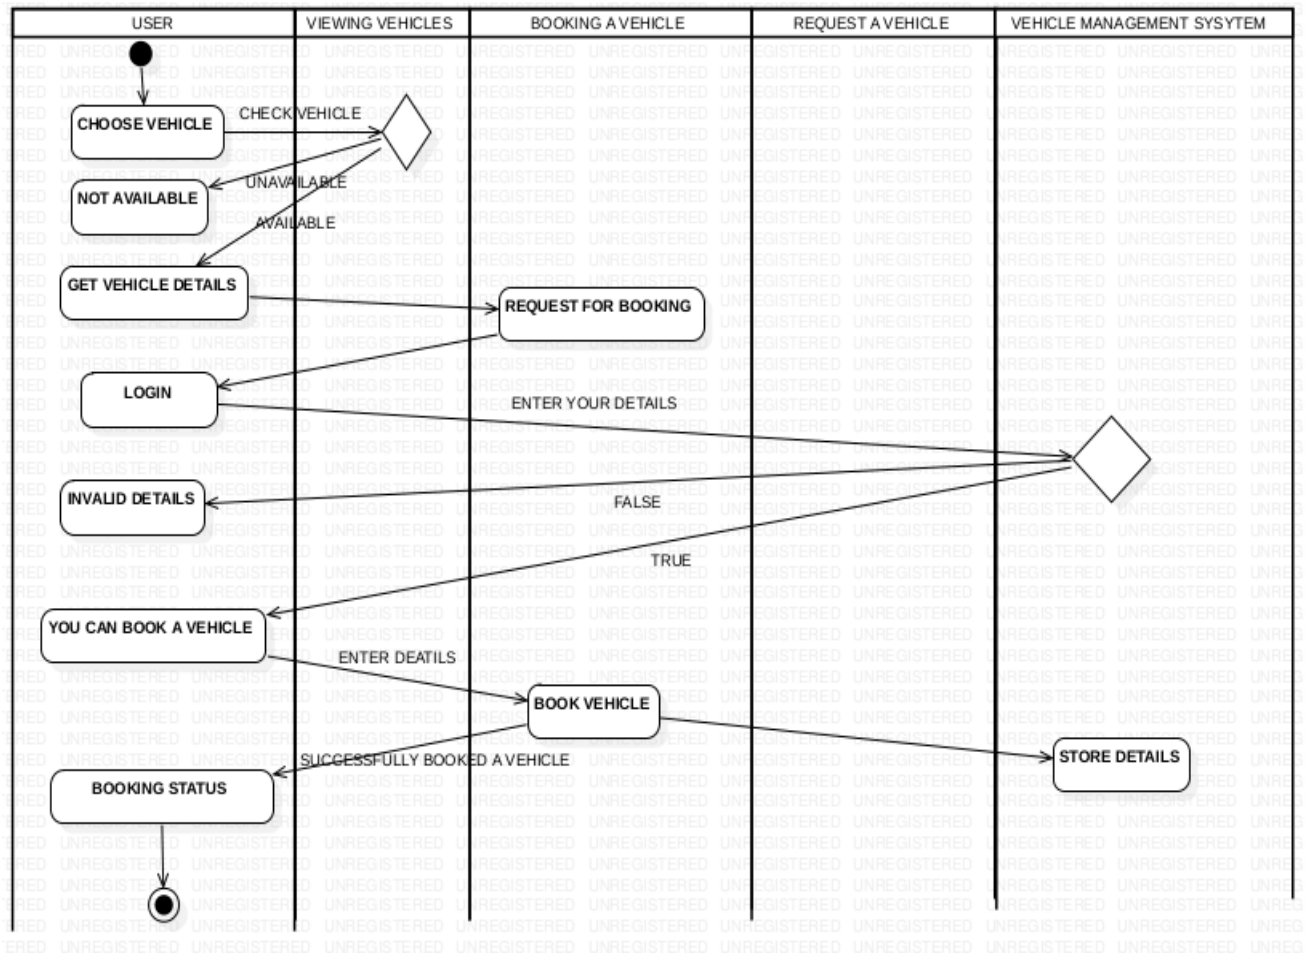 USER
VIEWING VEHICLES
BOOKING A VEHICLE
REQUEST A VEHICLE
VEHICLE MANAGEMENT SYSYTEM
CHOOSE VEHICLE
CHECK VEHICLE
NOT AVAILABLE
UNAVAILABLE
AVAILABLE
GET VEHICLE DETAILS
REQUEST FOR BOOKING
LOGIN
ENTER YOUR DETAILS
INVALID DETAILS
FALSE
TRUE
YOU CAN BOOK A VEHICLE
ENTER DEATILS
BOOK VEHICLE
STORE DETAILS
SUCCESSFULLY BOOKED A VEHICLE
BOOKING STATUS
UNREGISTERED